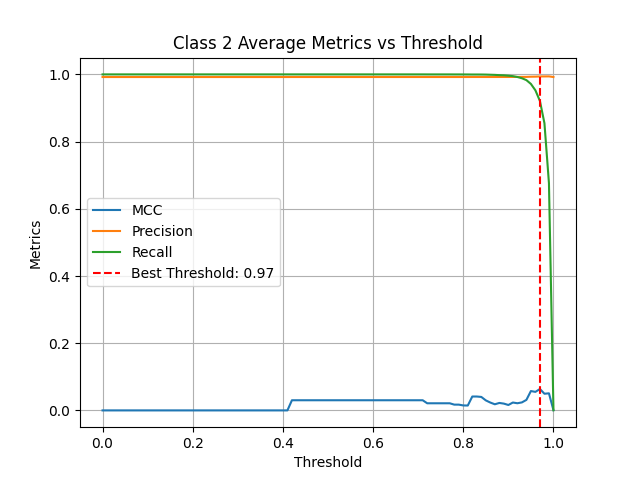 Class 2 Average Metrics vs Threshold
Metrics
1.0
0.8
0.6
0.4
0.2
0.0
MCC
Precision
Recall
Best Threshold: 0.97
0.0 0.2 0.4 0.6 0.8 1.0
Threshold